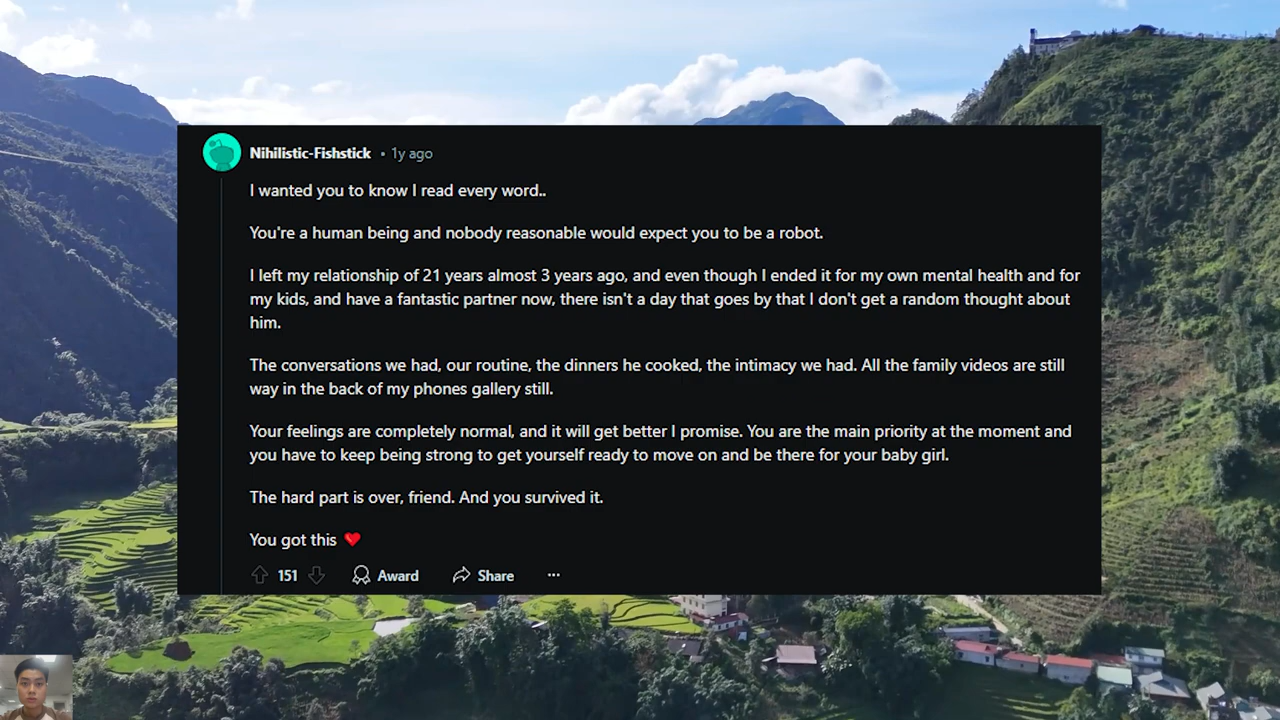 Nihilistic-Fishstick • 1y ago
I wanted you to know I read every word..
You're a human being and nobody reasonable would expect you to be a robot.
I left my relationship of 21 years almost 3 years ago, and even though I ended it for my own mental health and for
my kids, and have a fantastic partner now, there isn't a day that goes by that I don't get a random thought about
him.
The conversations we had, our routine, the dinners he cooked, the intimacy we had. All the family videos are still
way in the back of my phones gallery still.
Your feelings are completely normal, and it will get better I promise. You are the main priority at the moment and
you have to keep being strong to get yourself ready to move on and be there for your baby girl.
The hard part is over, friend. And you survived it.
You got this ❤️
151 Award Share ...